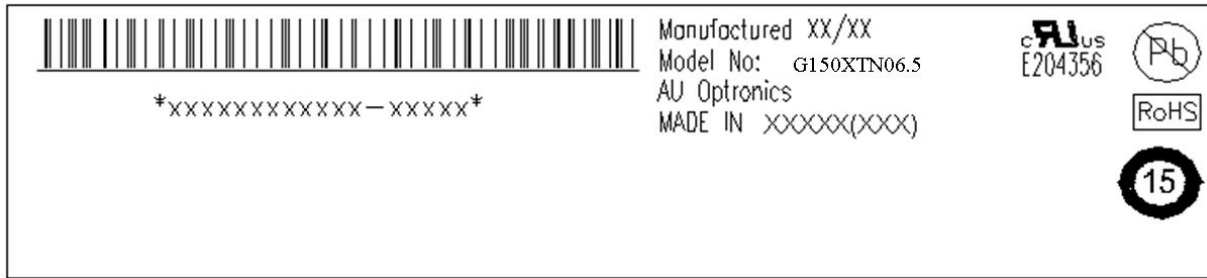 *xxxxxxxxxxxx-xxxxx*
Manufactured XX/XX
Model No: G150XTN06.5
AU Optronics
MADE IN XXXXX(XXX)
c RU us
E204356
Pb
RoHS
15